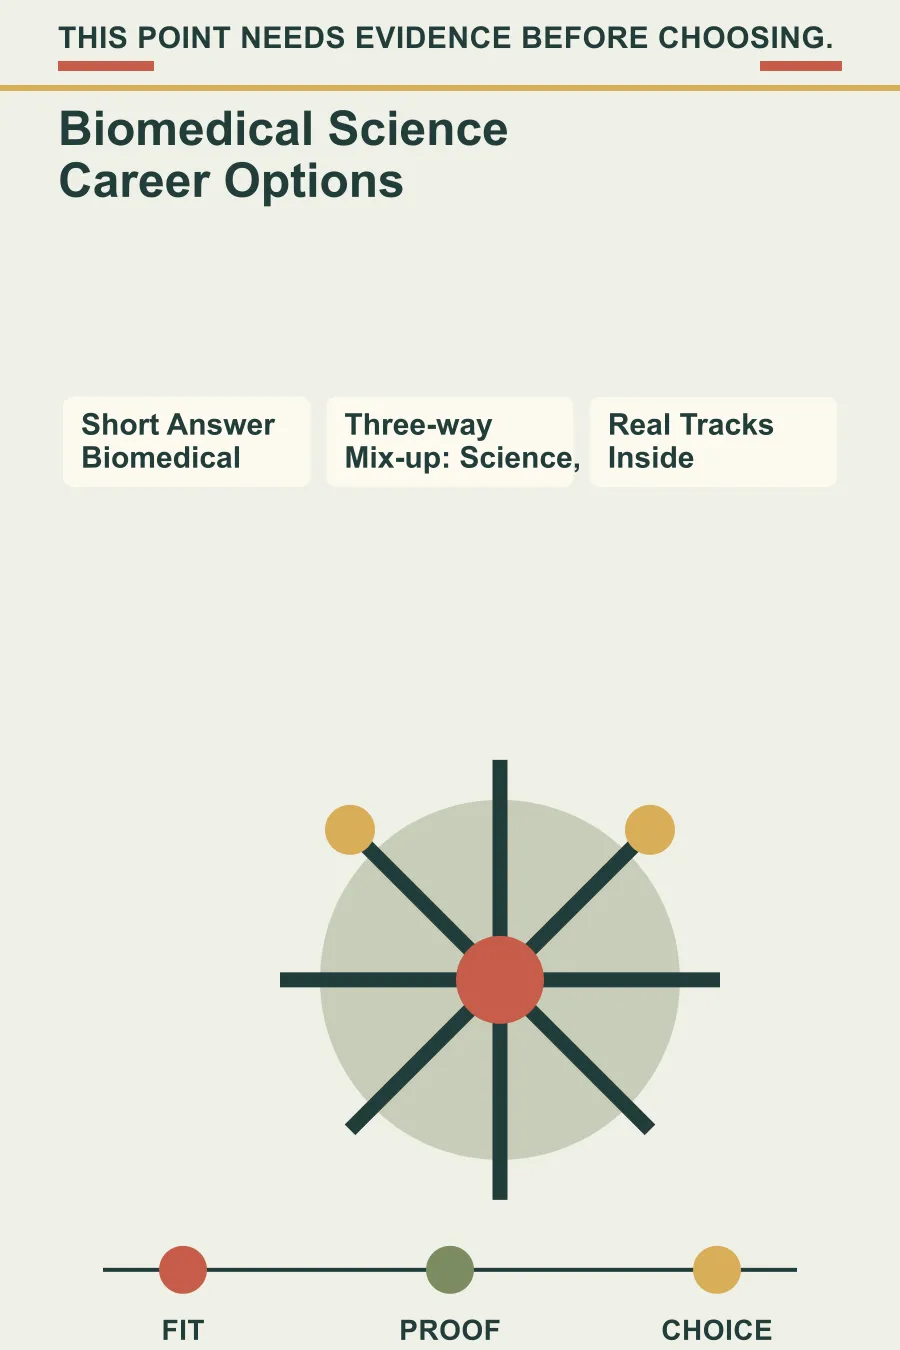 THIS POINT NEEDS EVIDENCE BEFORE CHOOSING.
Biomedical Science
Career Options
Short Answer
Biomedical
Three-way
Mix-up: Science,
Real Tracks
Inside
FIT
PROOF
CHOICE